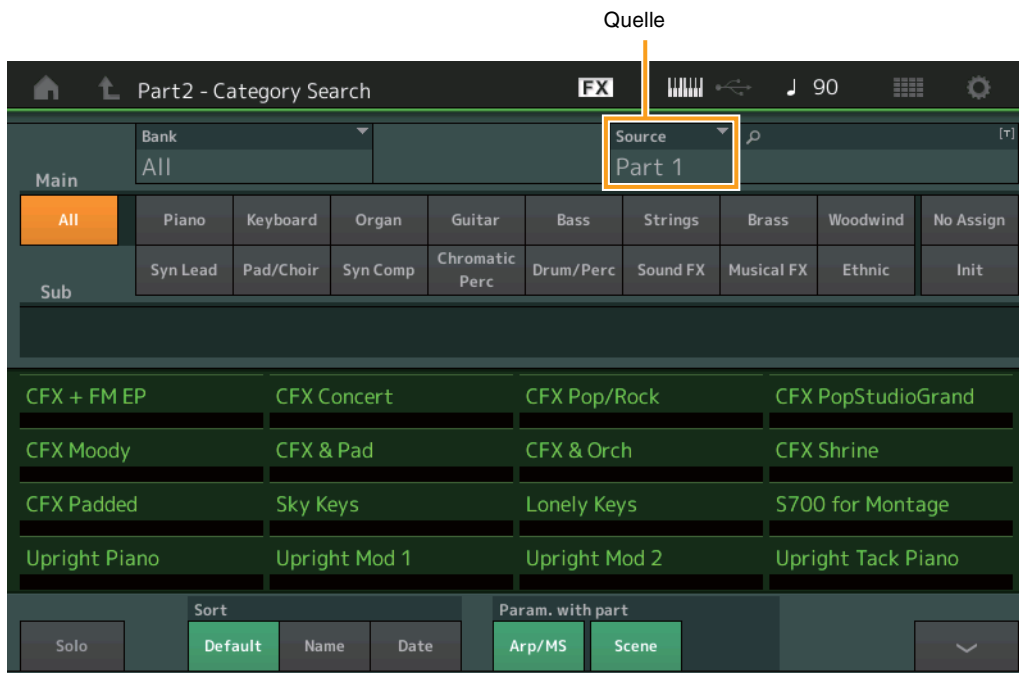 Quelle
Part2 - Category Search FX 90
Bank Source [T]
All Part 1
Main
All Piano Keyboard Organ Guitar Bass Strings Brass Woodwind No Assign
Syn Lead Pad/Choir Syn Comp Chromatic Perc Drum/Perc Sound FX Musical FX Ethnic Init
Sub
CFX + FM EP CFX Concert CFX Pop/Rock CFX PopStudioGrand
CFX Moody CFX & Pad CFX & Orch CFX Shrine
CFX Padded Sky Keys Lonely Keys S700 for Montage
Upright Piano Upright Mod 1 Upright Mod 2 Upright Tack Piano
Sort Param. with part
Solo Default Name Date Arp/MS Scene